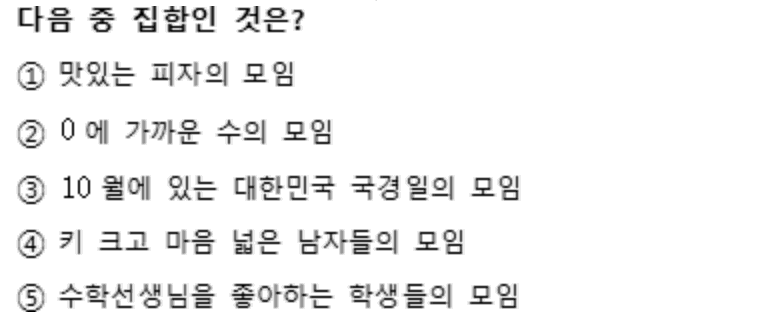 다음 중 집합인 것은?
① 맛있는 피자의 모임
② 0에 가까운 수의 모임
③ 10월에 있는 대한민국 국경일의 모임
④ 키 크고 마음 넓은 남자들의 모임
⑤ 수학선생님을 좋아하는 학생들의 모임